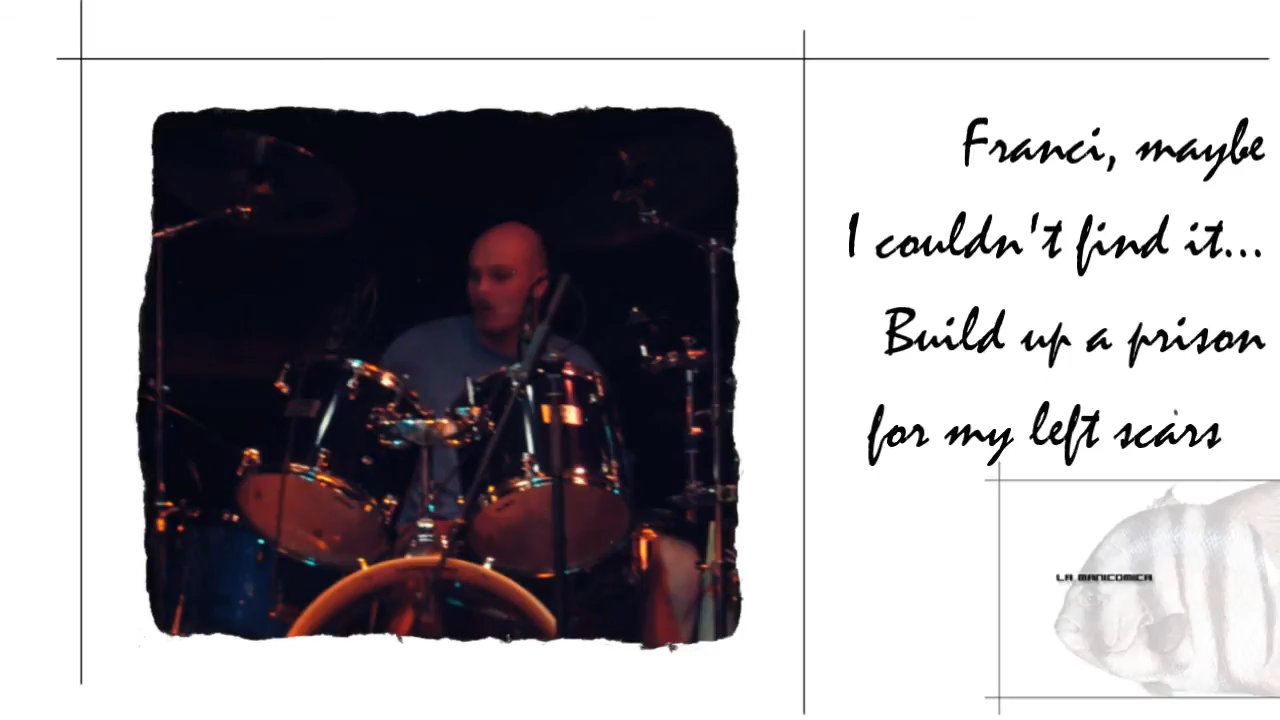 Franci, maybe
I couldn't find it...
Build up a prison
for my left scars
LA MANICOMICA